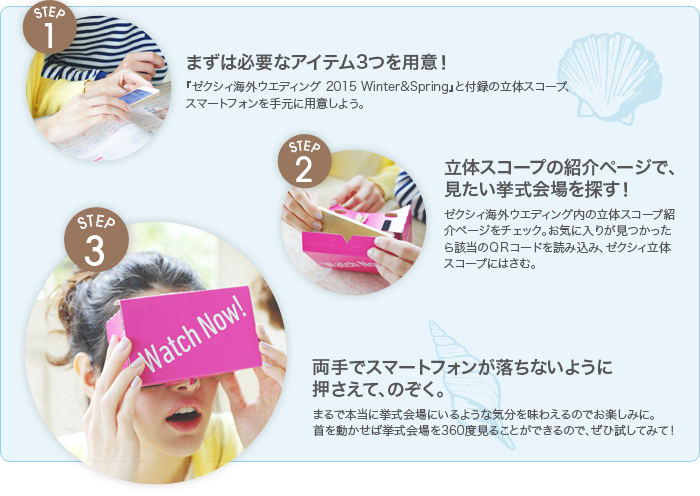 STEP
1
まずは必要なアイテム3つを用意！
『ゼクシィ海外ウエディング 2015 Winter&Spring』と付録の立体スコープ、
スマートフォンを手元に用意しよう。
STEP
2
立体スコープの紹介ページで、
見たい挙式会場を探す！
ゼクシィ海外ウエディング内の立体スコープ紹
介ページをチェック。お気に入りが見つかった
ら該当のQRコードを読み込み、ゼクシィ立体
スコープにはさむ。
Watch Now!
STEP
3
Watch Now!
両手でスマートフォンが落ちないように
押さえて、のぞく。
まるで本当に挙式会場にいるような気分を味わえるのでお楽しみに。
首を動かせば挙式会場を360度見ることができるので、ぜひ試してみて！